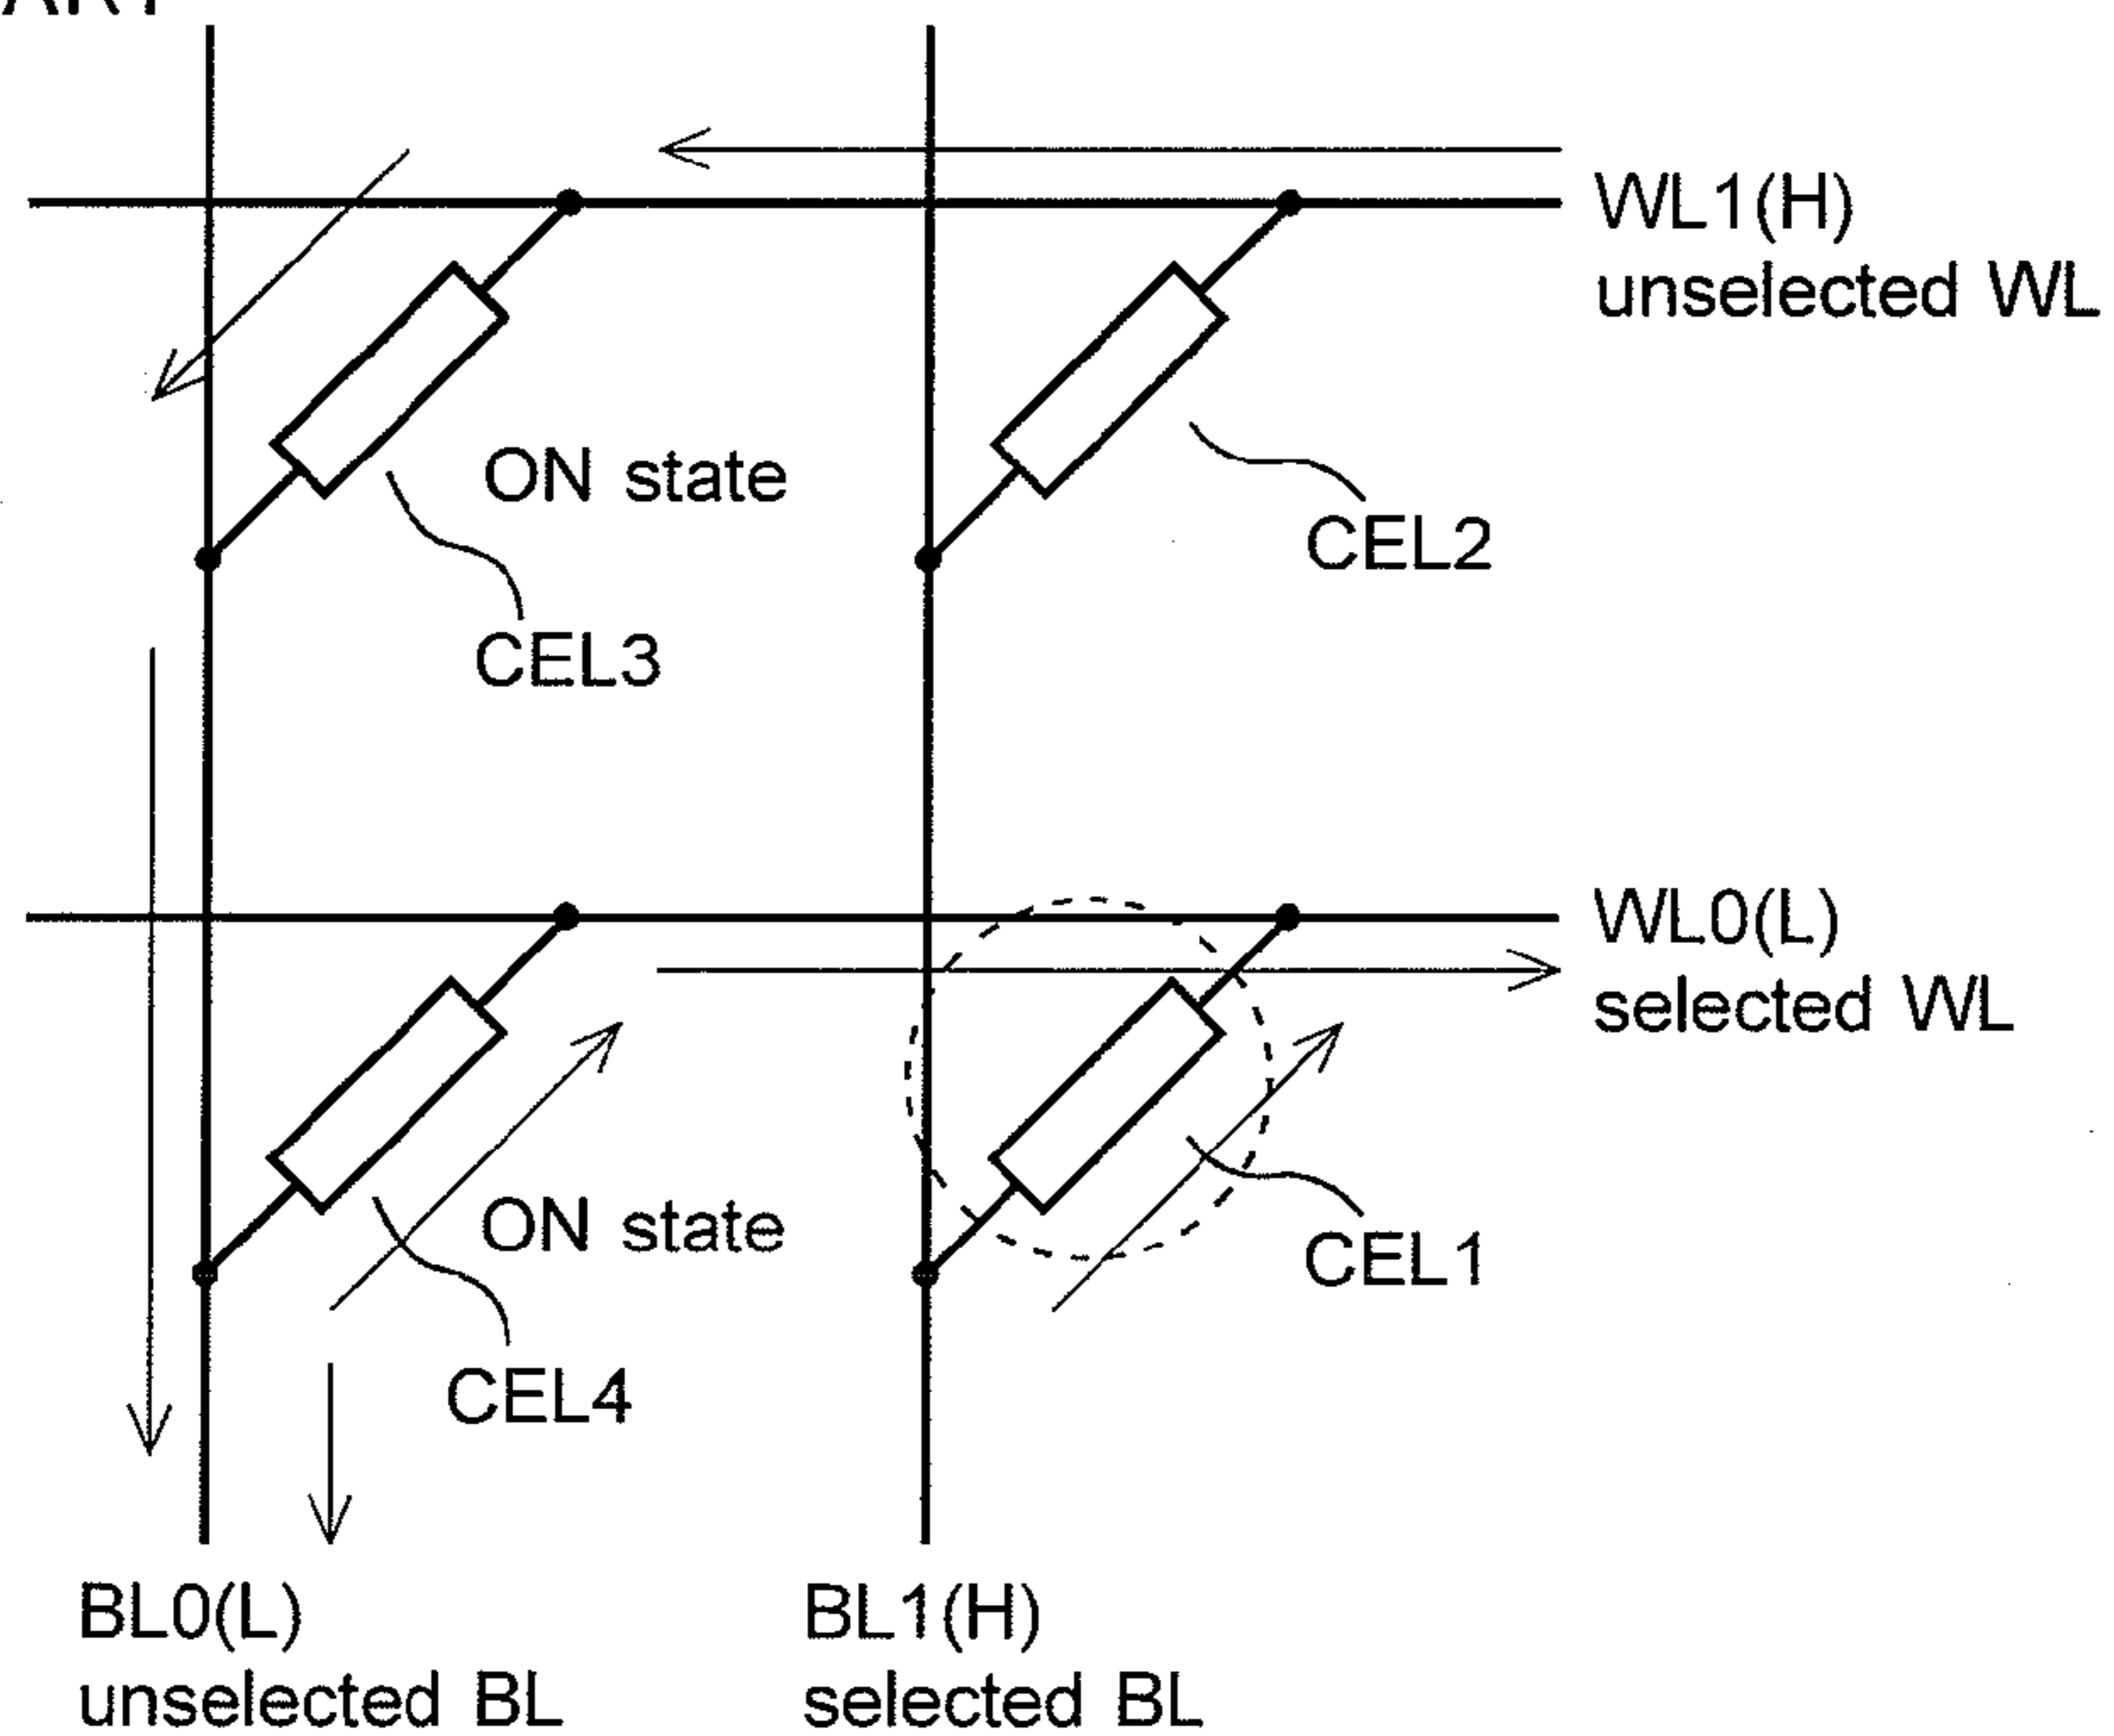 WL1(H)
unselected WL
ON state
CEL2
CEL3
WL0(L)
selected WL
ON state
CEL1
CEL4
BL0(L)
unselected BL
BL1(H)
selected BL